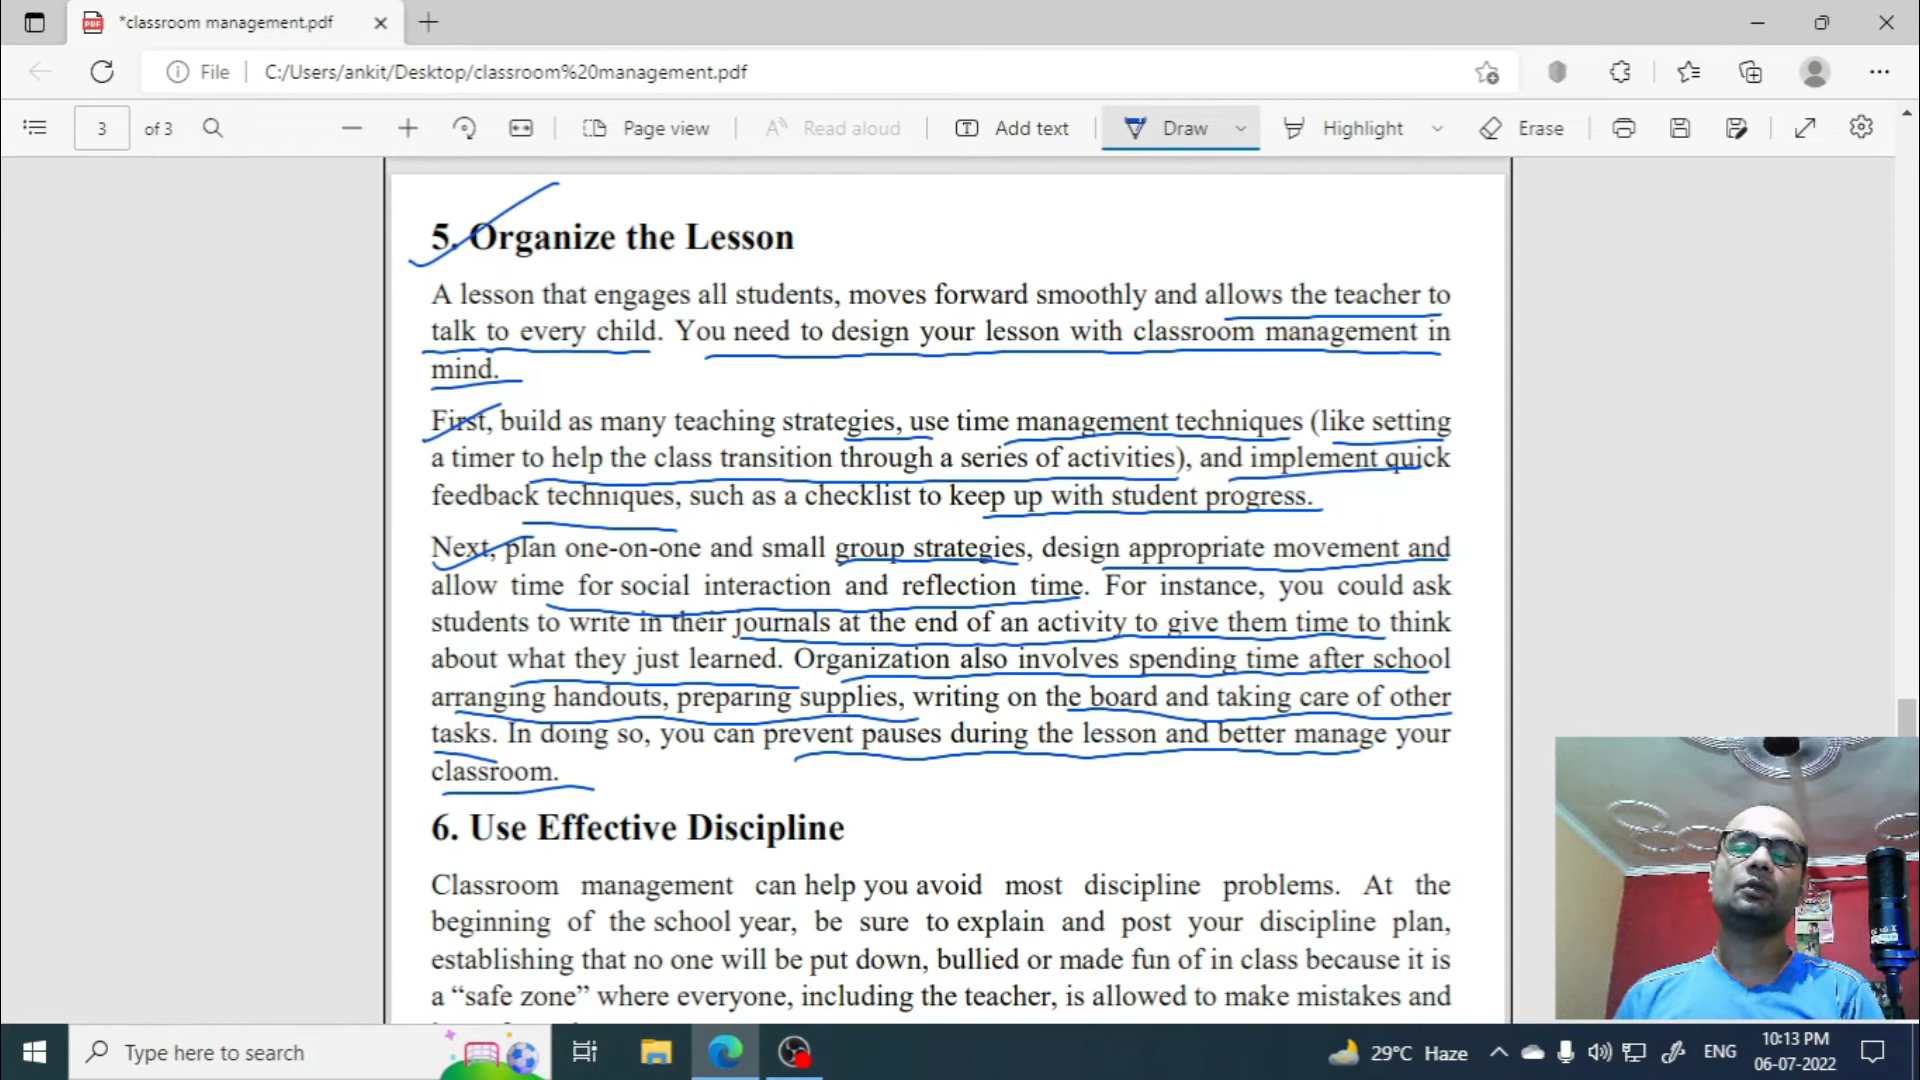 *classroom management.pdf
File
C:/Users/ankit/Desktop/classroom%20management.pdf
3 of 3
Page view
Read aloud
Add text
Draw
Highlight
Erase
5. Organize the Lesson
A lesson that engages all students, moves forward smoothly and allows the teacher to
talk to every child. You need to design your lesson with classroom management in
mind.
First, build as many teaching strategies, use time management techniques (like setting
a timer to help the class transition through a series of activities), and implement quick
feedback techniques, such as a checklist to keep up with student progress.
Next, plan one-on-one and small group strategies, design appropriate movement and
allow time for social interaction and reflection time. For instance, you could ask
students to write in their journals at the end of an activity to give them time to think
about what they just learned. Organization also involves spending time after school
arranging handouts, preparing supplies, writing on the board and taking care of other
tasks. In doing so, you can prevent pauses during the lesson and better manage your
classroom.
6. Use Effective Discipline
Classroom management can help you avoid most discipline problems. At the
beginning of the school year, be sure to explain and post your discipline plan,
establishing that no one will be put down, bullied or made fun of in class because it is
a “safe zone” where everyone, including the teacher, is allowed to make mistakes and
Type here to search
29°C Haze
ENG
10:13 PM
06-07-2022